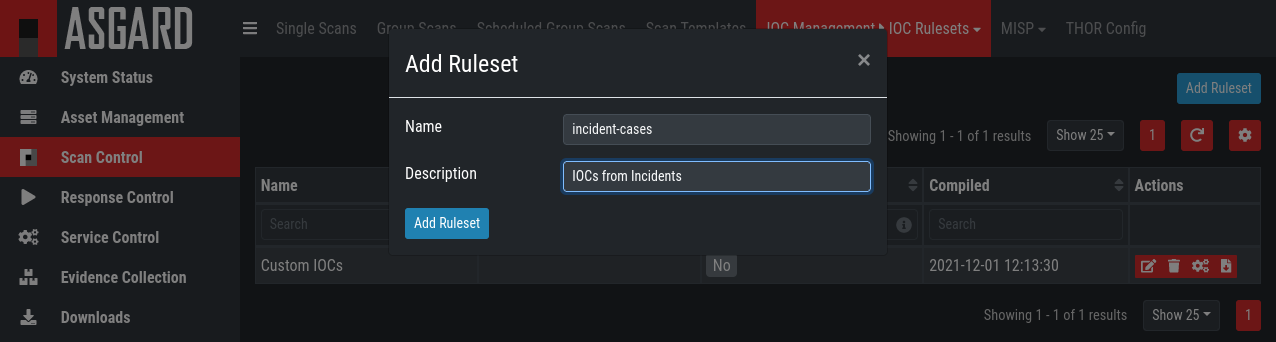 ASGARD
Single Scans Group Scans Scheduled Group Scans Scan Templates IOC Management IOC Rulesets MISP THOR Config
System Status
Asset Management
Scan Control
Response Control
Service Control
Evidence Collection
Downloads
Add Ruleset
×
Name incident-cases
Description IOCs from Incidents
Add Ruleset
Add Ruleset
Showing 1 - 1 of 1 results Show 25 1
Name Compiled Actions
Search Search
Custom IOCs No 2021-12-01 12:13:30
Showing 1 - 1 of 1 results Show 25 1